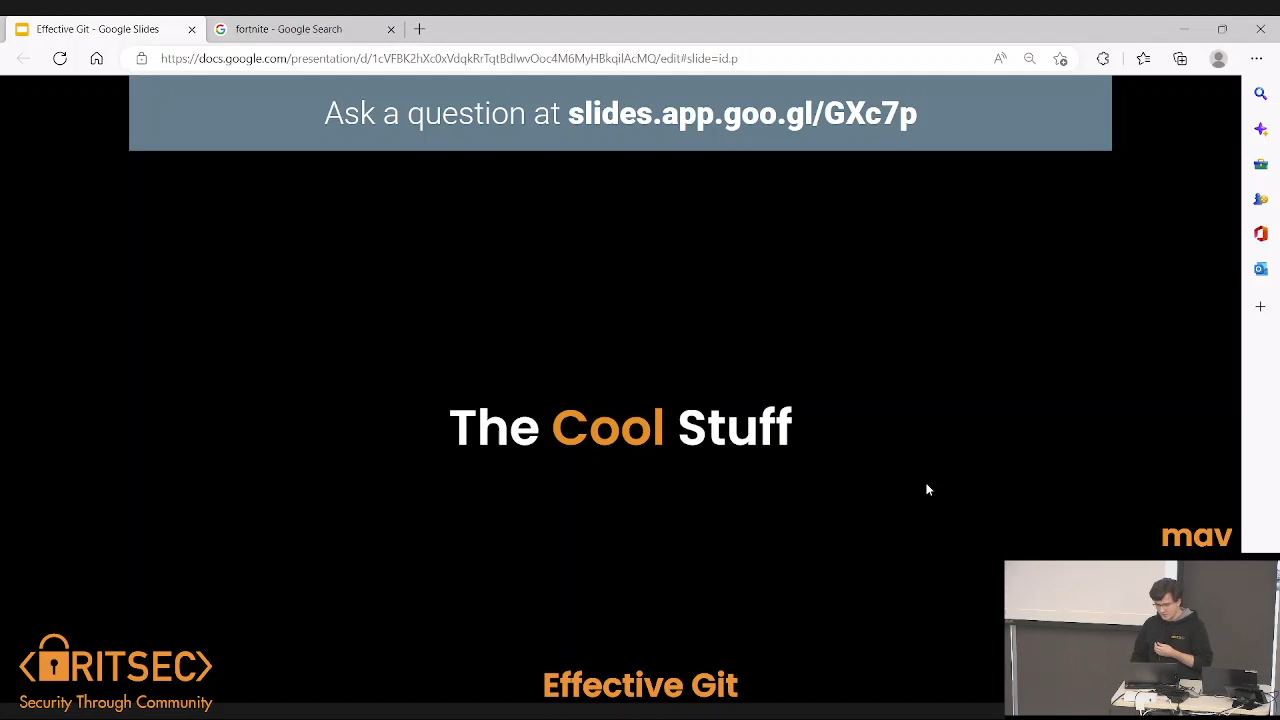 Effective Git - Google Slides
fortnite - Google Search
https://docs.google.com/presentation/d/1cVFBK2hXc0xVdqkRrTqtBdIwvOoc4M6MyHBkqilAcMQ/edit#slide=id.p
Ask a question at slides.app.goo.gl/GXc7p
The Cool Stuff
mav
RITSEC
Security Through Community
Effective Git